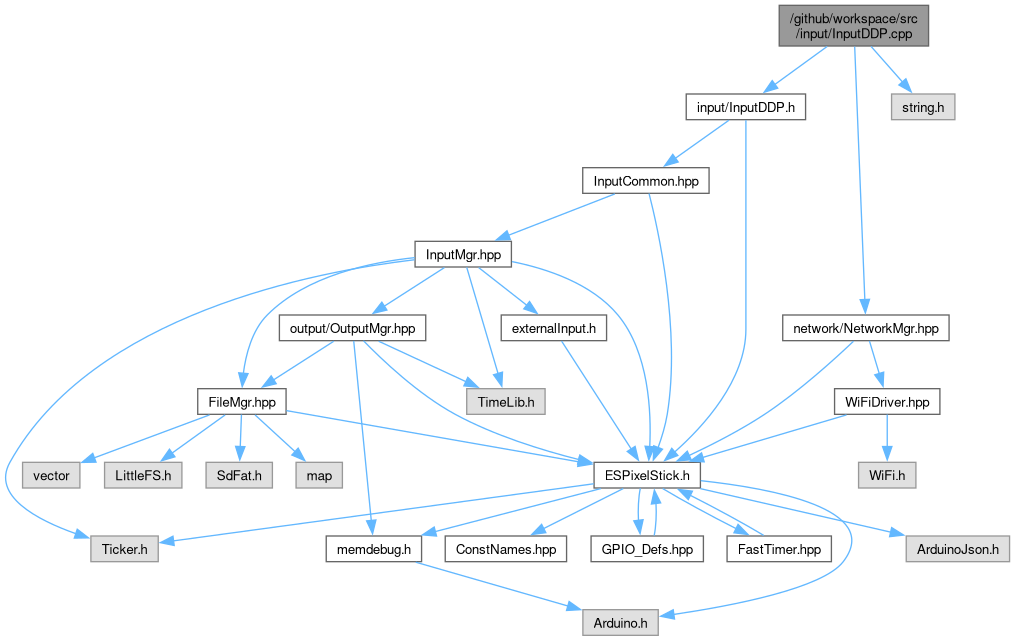 /github/workspace/src
/input/InputDDP.cpp
input/InputDDP.h
string.h
InputCommon.hpp
InputMgr.hpp
output/OutputMgr.hpp
externalInput.h
network/NetworkMgr.hpp
FileMgr.hpp
TimeLib.h
WiFiDriver.hpp
vector
LittleFS.h
SdFat.h
map
ESPixelStick.h
WiFi.h
Ticker.h
memdebug.h
ConstNames.hpp
GPIO_Defs.hpp
FastTimer.hpp
ArduinoJson.h
Arduino.h